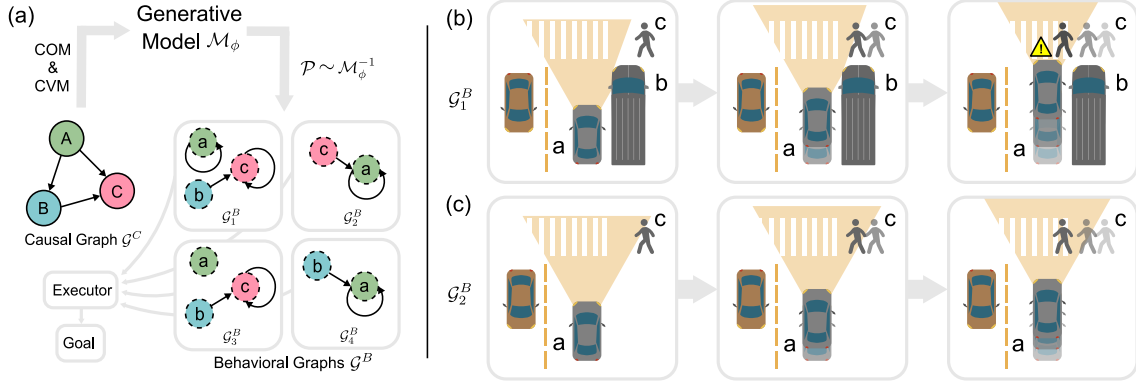 (a)
Generative
Model $\mathcal{M}_\phi$
COM
&
CVM
$\mathcal{P} \sim \mathcal{M}_\phi^{-1}$
A
B
C
Causal Graph $\mathcal{G}^C$
a
b
c
$\mathcal{G}_1^B$
c
a
$\mathcal{G}_2^B$
a
b
c
$\mathcal{G}_3^B$
b
a
$\mathcal{G}_4^B$
Executor
Goal
Behavioral Graphs $\mathcal{G}^B$
(b)
$\mathcal{G}_1^B$
c
b
a
c
b
a
!
c
b
a
(c)
$\mathcal{G}_2^B$
c
a
c
a
c
a